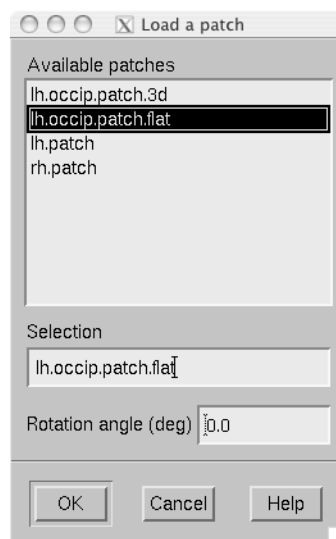 Load a patch
Available patches
lh.occip.patch.3d
lh.occip.patch.flat
lh.patch
rh.patch
Selection
lh.occip.patch.flat
Rotation angle (deg) 0.0
OK Cancel Help